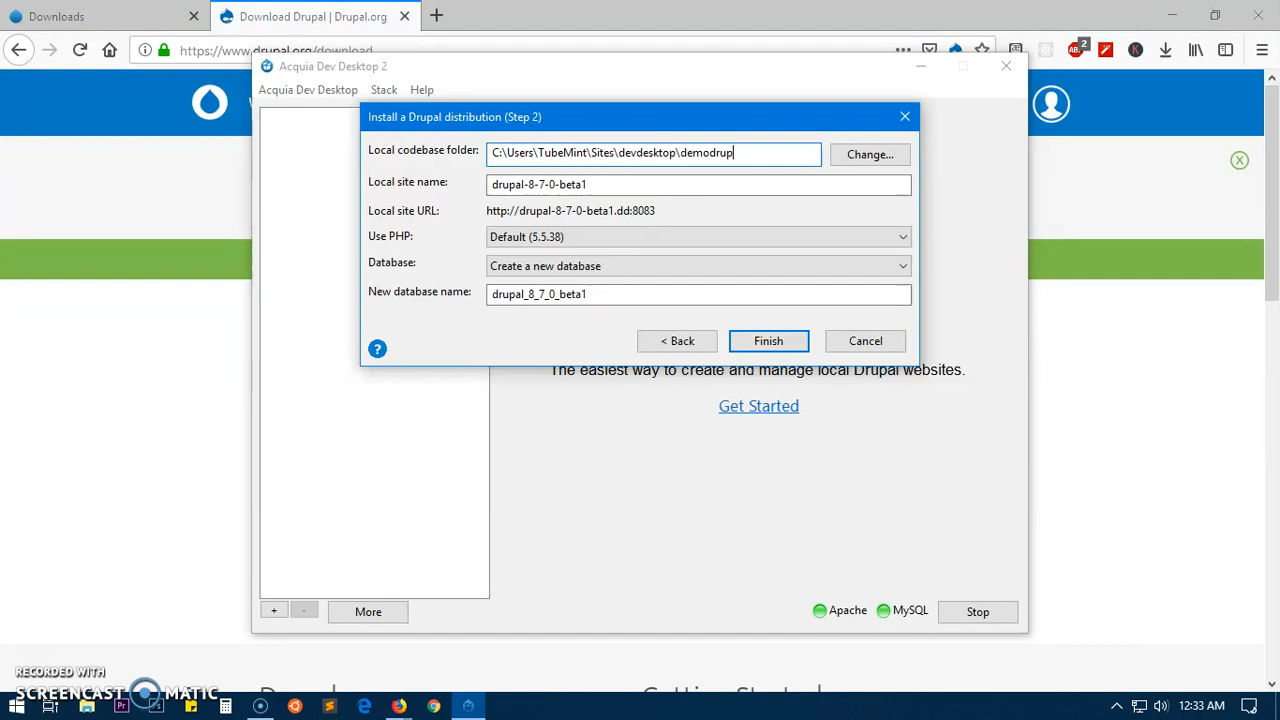 Downloads
Download Drupal | Drupal.org
https://www.drupal.org/download
2
Acquia Dev Desktop 2
Acquia Dev Desktop Stack Help
Install a Drupal distribution (Step 2)
Local codebase folder: C:\Users\TubeMint\Sites\devdesktop\demodrup Change...
Local site name: drupal-8-7-0-beta1
Local site URL: http://drupal-8-7-0-beta1.dd:8083
Use PHP: Default (5.5.38)
Database: Create a new database
New database name: drupal_8_7_0_beta1
< Back Finish Cancel
The easiest way to create and manage local Drupal websites.
Get Started
+ - More Apache MySQL Stop
RECORDED WITH
SCREENCAST MATIC
12:33 AM